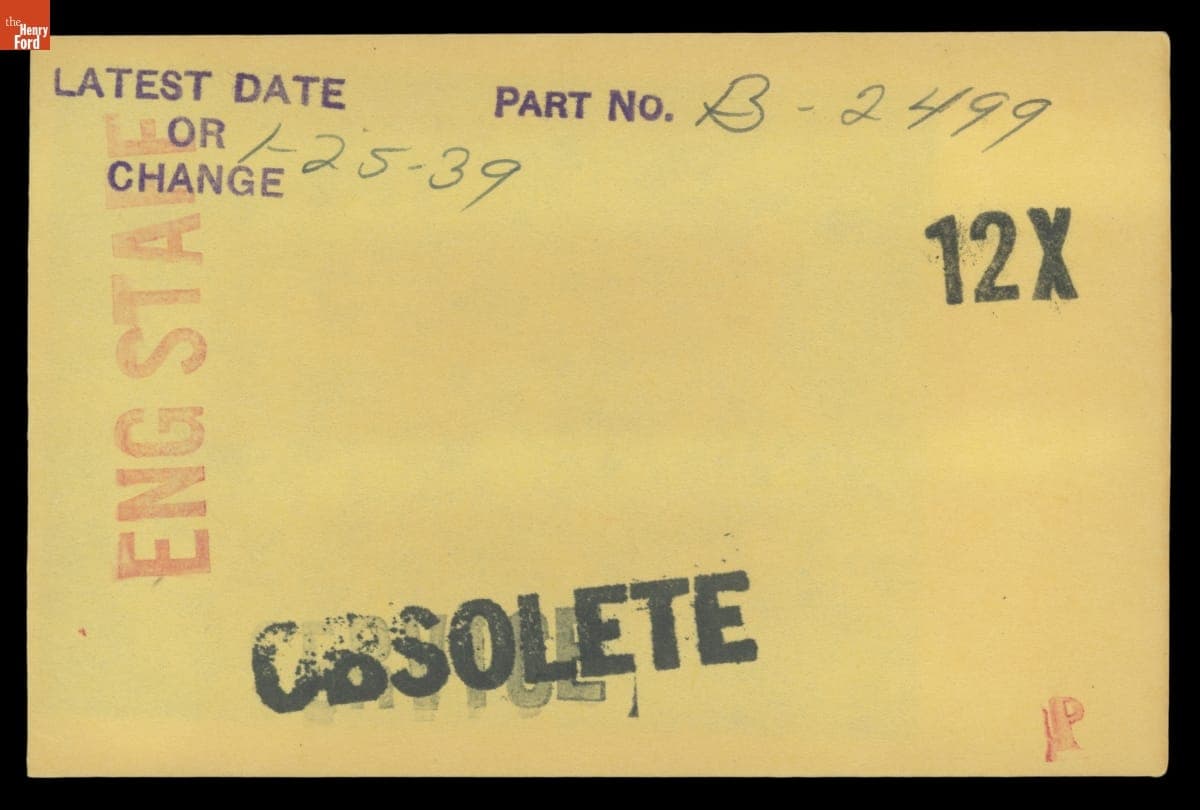 the
Henry
Ford
LATEST DATE
OR
CHANGE 1-25-39
PART NO. B-2499
12X
ENG STAFF
OBSOLETE